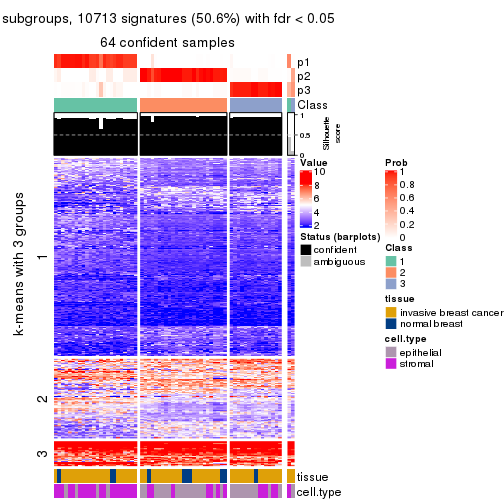 subgroups, 10713 signatures (50.6%) with fdr < 0.05
64 confident samples
p1
p2
p3
Class
1
0.5
0
Silhouette
score
k-means with 3 groups
1
2
3
tissue
cell.type
Value
10
8
6
4
2
Status (barplots)
confident
ambiguous
Prob
1
0.8
0.6
0.4
0.2
0
Class
1
2
3
tissue
invasive breast cancer
normal breast
cell.type
epithelial
stromal